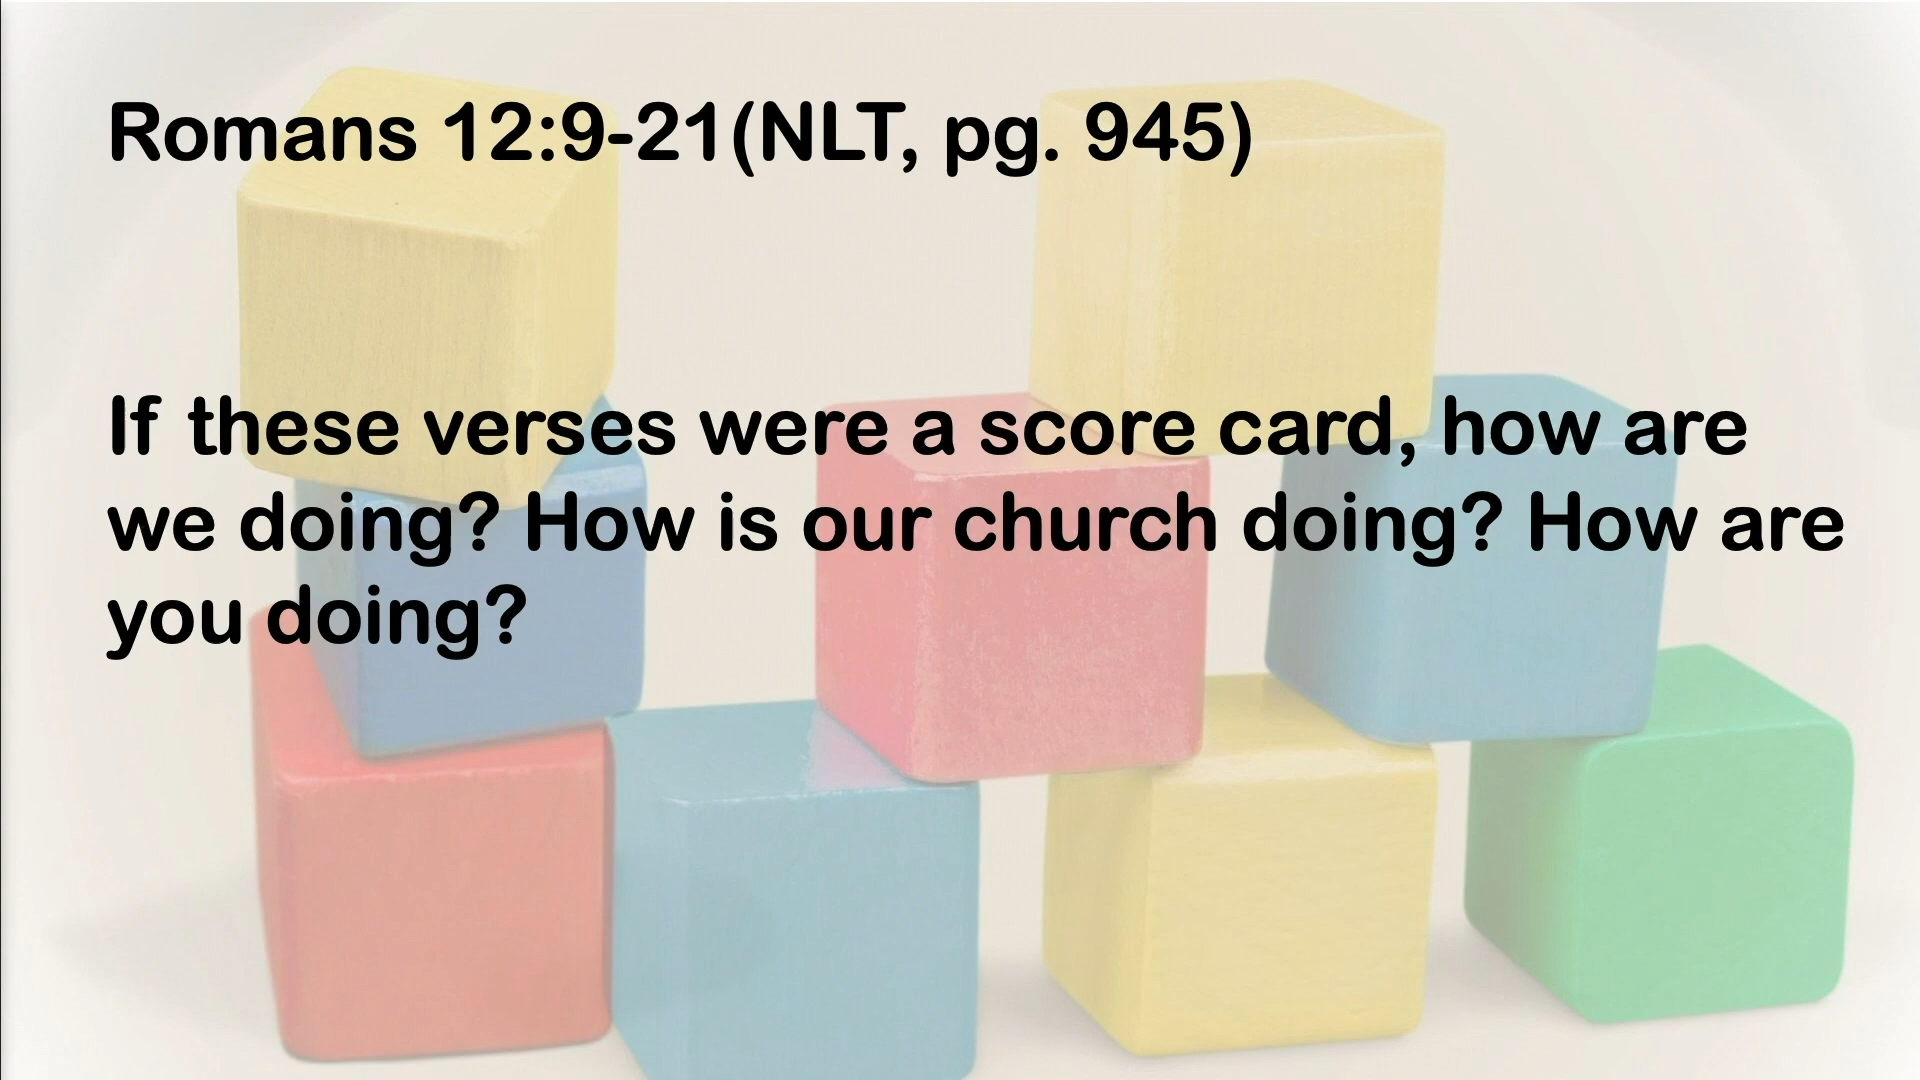 Romans 12:9-21(NLT, pg. 945)
If these verses were a score card, how are
we doing? How is our church doing? How are
you doing?